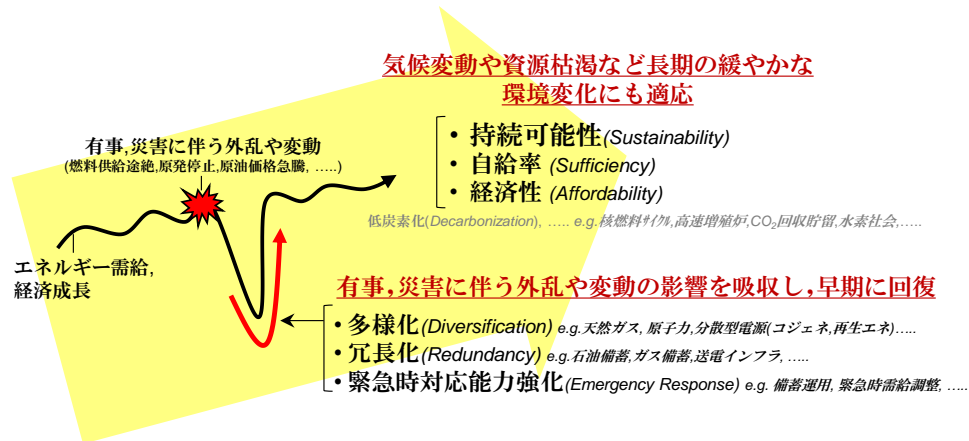 気候変動や資源枯渇など長期の緩やかな
環境変化にも適応
有事,災害に伴う外乱や変動
(燃料供給途絶,原発停止,原油価格急騰, …..)
・持続可能性(Sustainability)
・自給率 (Sufficiency)
・経済性 (Affordability)
低炭素化(Decarbonization), ….. e.g.核燃料ｻｲｸﾙ,高速増殖炉,CO₂回収貯留,水素社会,…..
エネルギー需給,
経済成長
有事,災害に伴う外乱や変動の影響を吸収し,早期に回復
・多様化(Diversification) e.g.天然ガス, 原子力,分散型電源(コジェネ,再生エネ)…..
・冗長化(Redundancy) e.g.石油備蓄,ガス備蓄,送電インフラ, …..
・緊急時対応能力強化(Emergency Response) e.g. 備蓄運用, 緊急時需給調整, …..